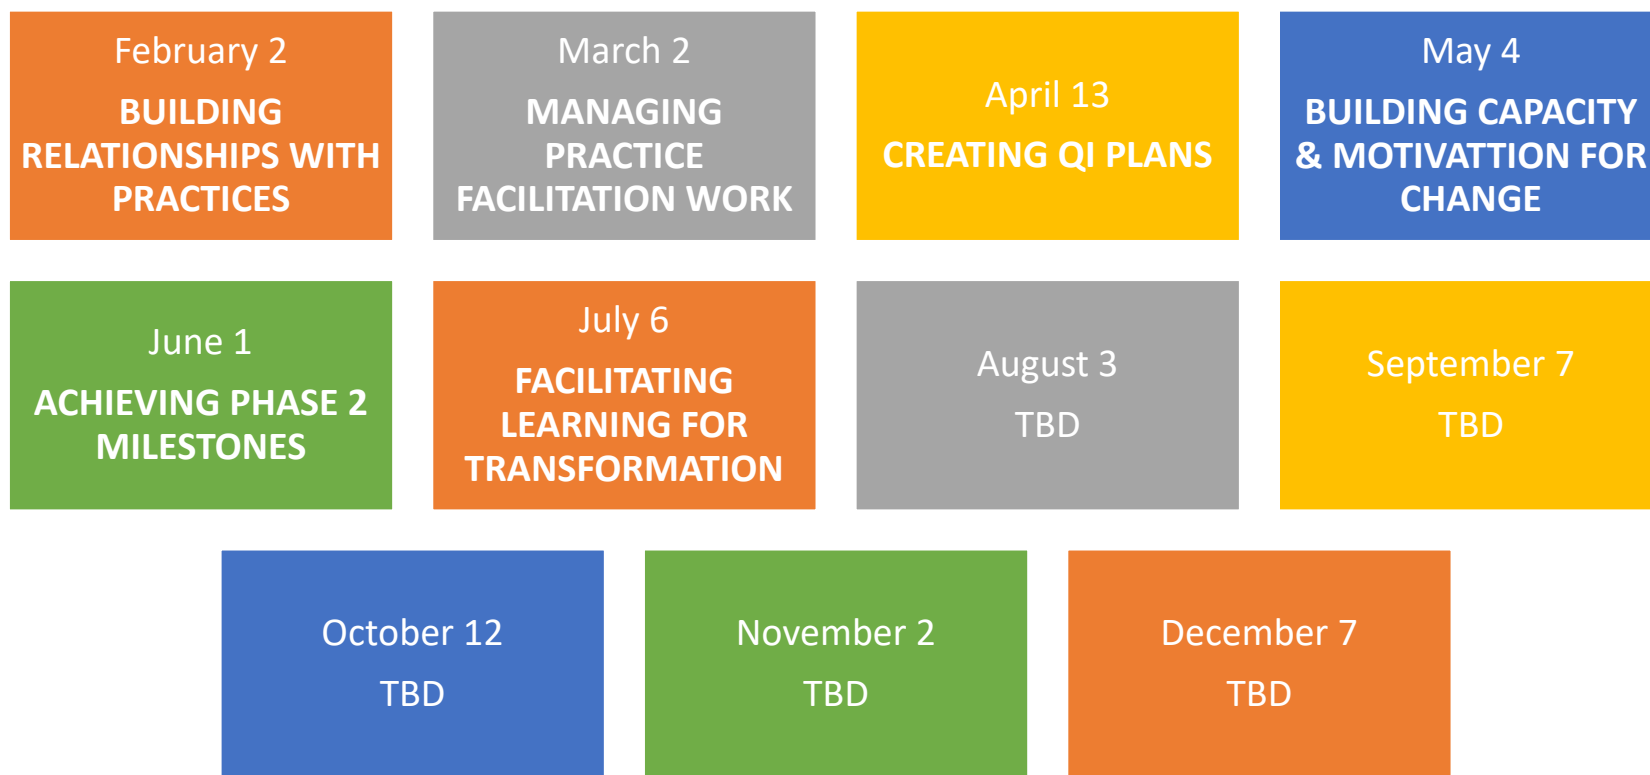 February 2
BUILDING
RELATIONSHIPS WITH
PRACTICES
March 2
MANAGING
PRACTICE
FACILITATION WORK
April 13
CREATING QI PLANS
May 4
BUILDING CAPACITY
& MOTIVATTION FOR
CHANGE
June 1
ACHIEVING PHASE 2
MILESTONES
July 6
FACILITATING
LEARNING FOR
TRANSFORMATION
August 3
TBD
September 7
TBD
October 12
TBD
November 2
TBD
December 7
TBD